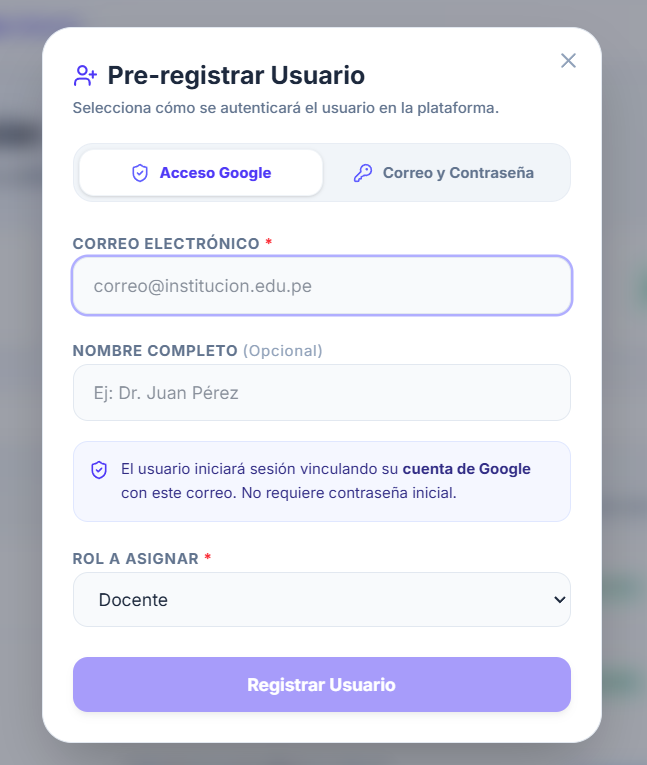 Pre-registrar Usuario
Selecciona cómo se autenticará el usuario en la plataforma.
Acceso Google
Correo y Contraseña
CORREO ELECTRÓNICO *
correo@institucion.edu.pe
NOMBRE COMPLETO (Opcional)
Ej: Dr. Juan Pérez
El usuario iniciará sesión vinculando su cuenta de Google
con este correo. No requiere contraseña inicial.
ROL A ASIGNAR *
Docente
Registrar Usuario